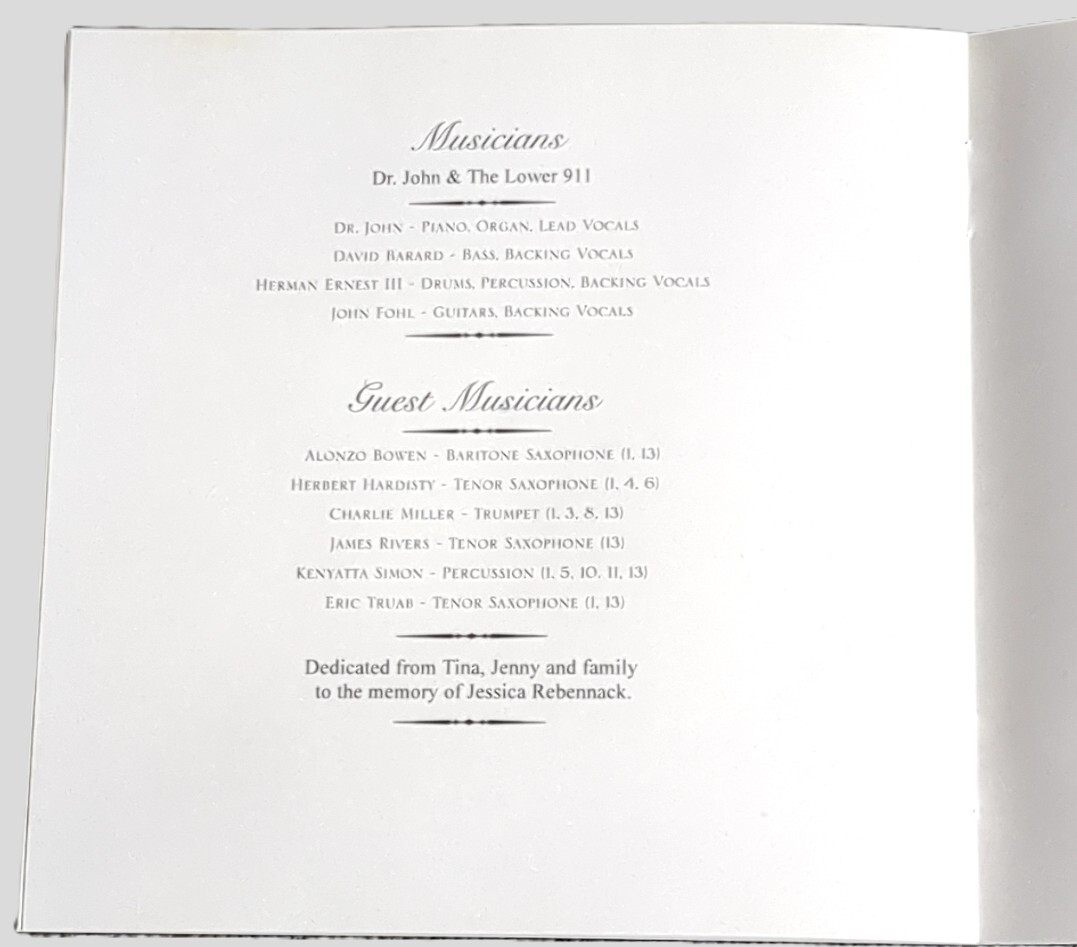 Musicians
Dr. John & The Lower 911
Dr. John - Piano, Organ, Lead Vocals
David Barard - Bass, Backing Vocals
Herman Ernest III - Drums, Percussion, Backing Vocals
John Fohl - Guitars, Backing Vocals
Guest Musicians
Alonzo Bowen - Baritone Saxophone (1, 13)
Herbert Hardisty - Tenor Saxophone (1, 4, 6)
Charlie Miller - Trumpet (1, 3, 8, 13)
James Rivers - Tenor Saxophone (13)
Kenyatta Simon - Percussion (1, 5, 10, 11, 13)
Eric Truab - Tenor Saxophone (1, 13)
Dedicated from Tina, Jenny and family
to the memory of Jessica Rebennack.